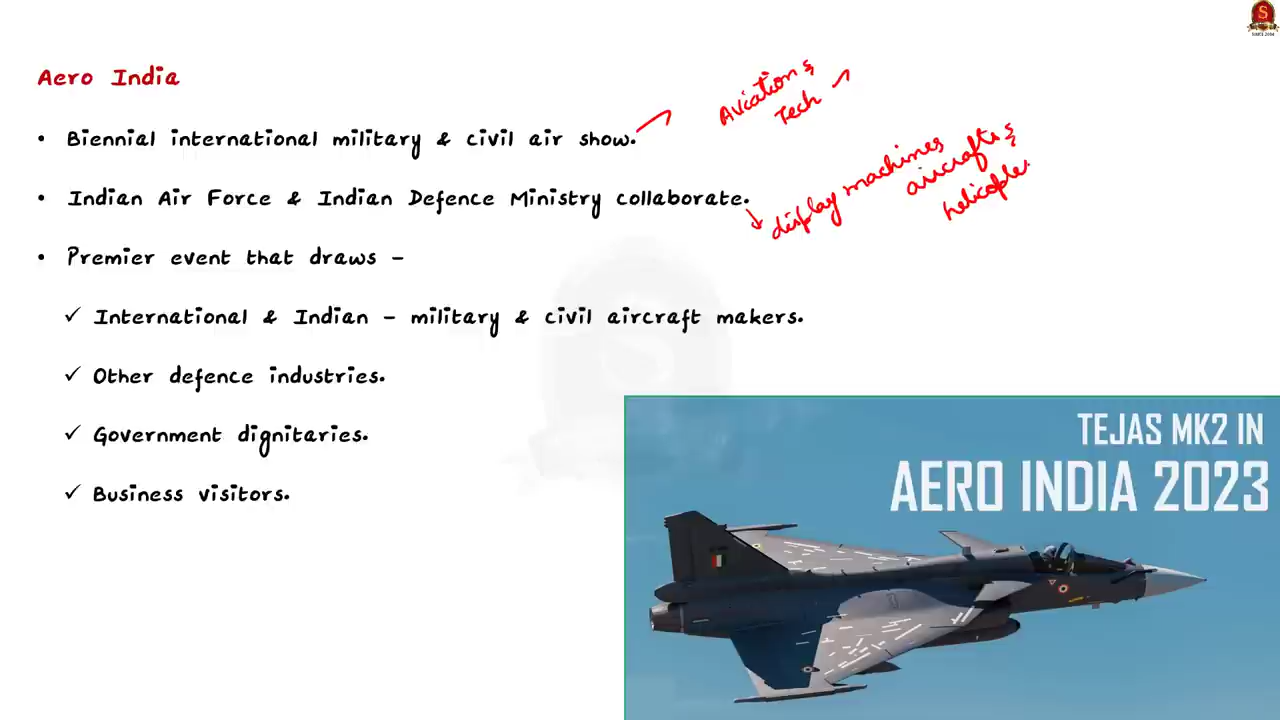 Aero India
• Biennial international military & civil air show.
Aviation &
Tech
• Indian Air Force & Indian Defence Ministry collaborate.
display machines
aircrafts &
helicopter.
• Premier event that draws –
✓ International & Indian – military & civil aircraft makers.
✓ Other defence industries.
✓ Government dignitaries.
✓ Business visitors.
TEJAS MK2 IN
AERO INDIA 2023
S